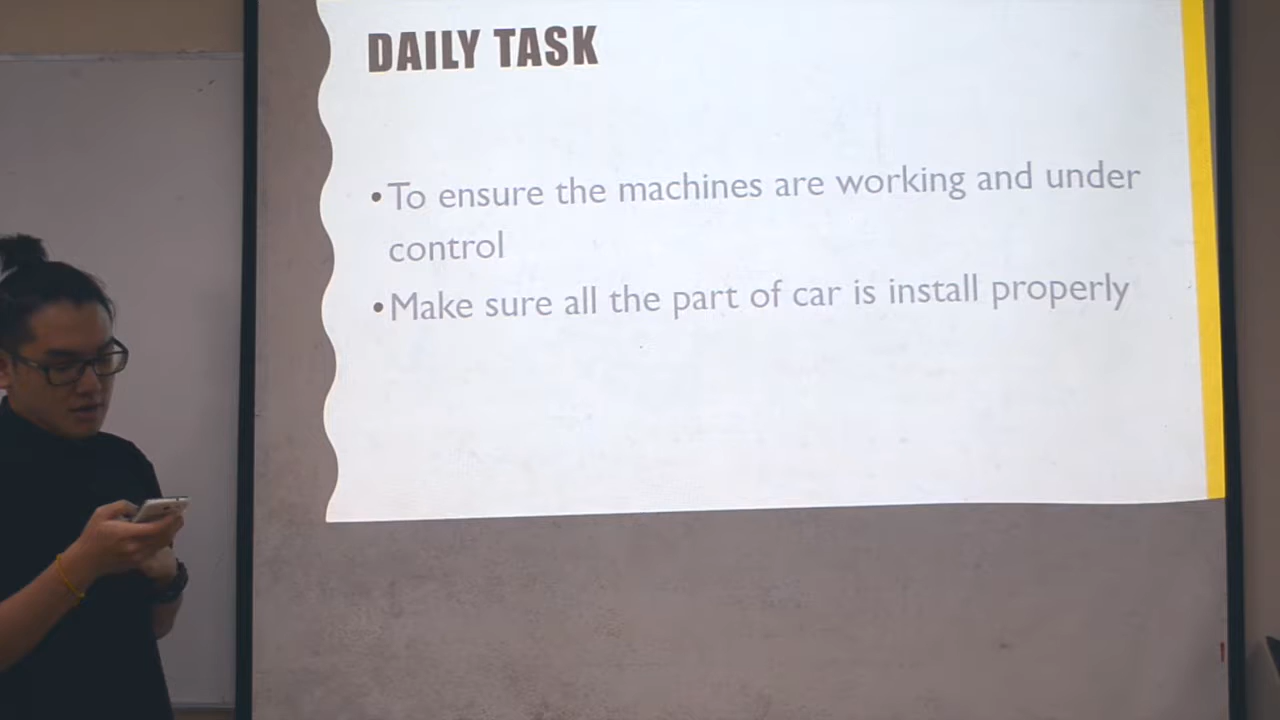 DAILY TASK
•To ensure the machines are working and under
control
•Make sure all the part of car is install properly